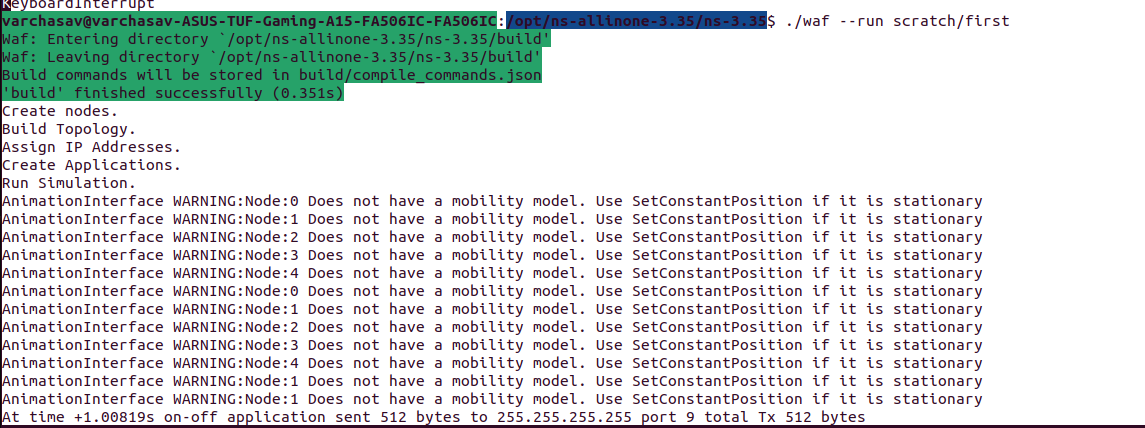 KeyboardInterrupt
varchasav@varchasav-ASUS-TUF-Gaming-A15-FA506IC-FA506IC:/opt/ns-allinone-3.35/ns-3.35$ ./waf --run scratch/first
Waf: Entering directory `/opt/ns-allinone-3.35/ns-3.35/build'
Waf: Leaving directory `/opt/ns-allinone-3.35/ns-3.35/build'
Build commands will be stored in build/compile_commands.json
'build' finished successfully (0.351s)
Create nodes.
Build Topology.
Assign IP Addresses.
Create Applications.
Run Simulation.
AnimationInterface WARNING:Node:0 Does not have a mobility model. Use SetConstantPosition if it is stationary
AnimationInterface WARNING:Node:1 Does not have a mobility model. Use SetConstantPosition if it is stationary
AnimationInterface WARNING:Node:2 Does not have a mobility model. Use SetConstantPosition if it is stationary
AnimationInterface WARNING:Node:3 Does not have a mobility model. Use SetConstantPosition if it is stationary
AnimationInterface WARNING:Node:4 Does not have a mobility model. Use SetConstantPosition if it is stationary
AnimationInterface WARNING:Node:0 Does not have a mobility model. Use SetConstantPosition if it is stationary
AnimationInterface WARNING:Node:1 Does not have a mobility model. Use SetConstantPosition if it is stationary
AnimationInterface WARNING:Node:2 Does not have a mobility model. Use SetConstantPosition if it is stationary
AnimationInterface WARNING:Node:3 Does not have a mobility model. Use SetConstantPosition if it is stationary
AnimationInterface WARNING:Node:4 Does not have a mobility model. Use SetConstantPosition if it is stationary
AnimationInterface WARNING:Node:1 Does not have a mobility model. Use SetConstantPosition if it is stationary
AnimationInterface WARNING:Node:1 Does not have a mobility model. Use SetConstantPosition if it is stationary
At time +1.00819s on-off application sent 512 bytes to 255.255.255.255 port 9 total Tx 512 bytes